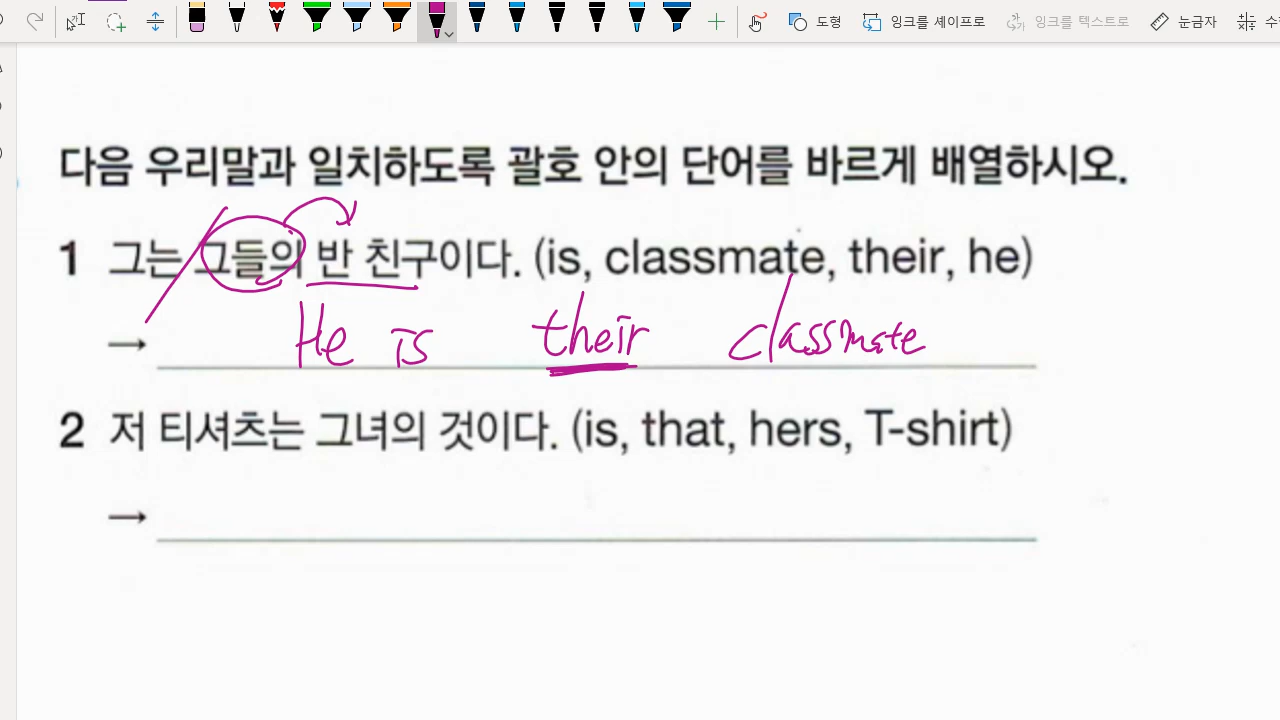 도형 잉크를 셰이프로 잉크를 텍스트로 눈금자 수
다음 우리말과 일치하도록 괄호 안의 단어를 바르게 배열하시오.
1 그는 그들의 반 친구이다. (is, classmate, their, he)
→ He is their classmate
2 저 티셔츠는 그녀의 것이다. (is, that, hers, T-shirt)
→